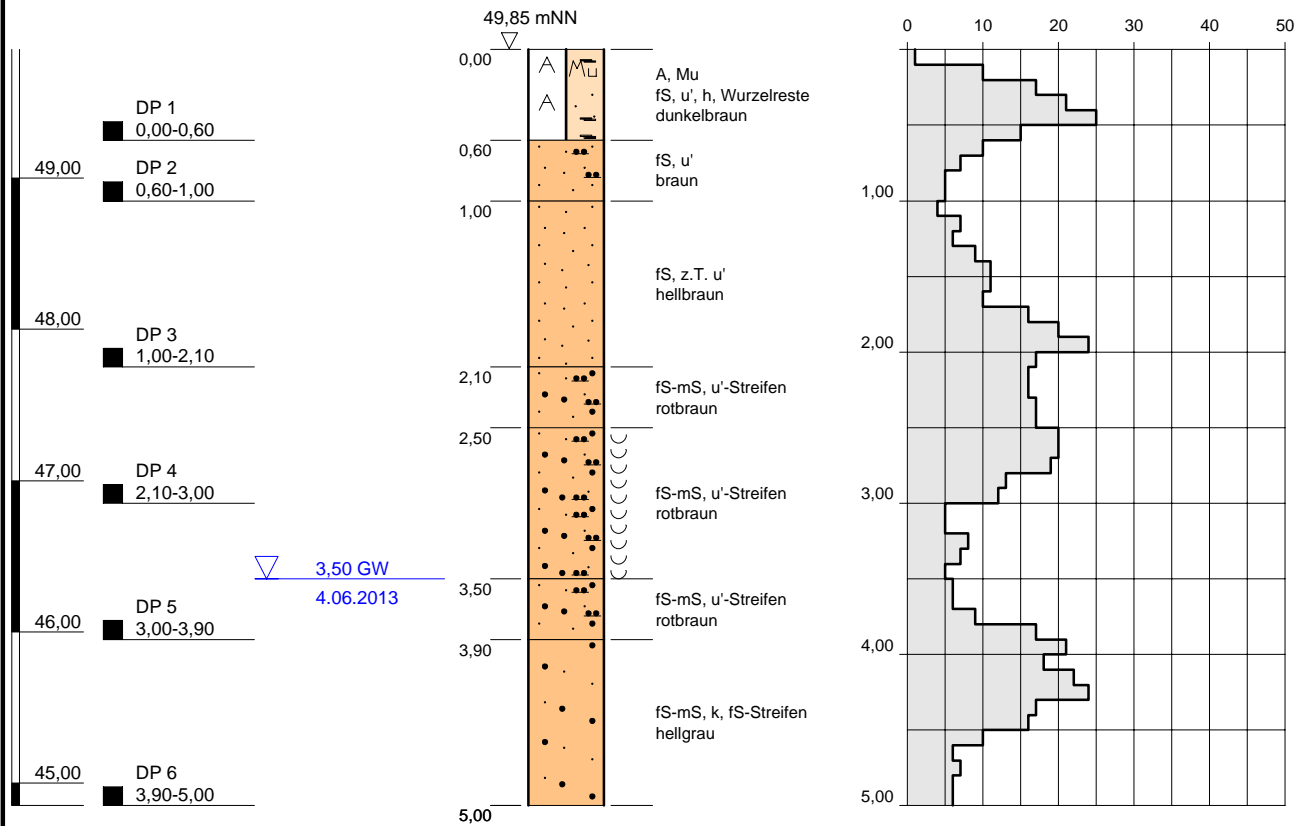 49,85 mNN
0 10 20 30 40 50
0,00
A Mu
A
A, Mu
fS, u', h, Wurzelreste
dunkelbraun
DP 1
0,00-0,60
0,60
fS, u'
braun
49,00
DP 2
0,60-1,00
1,00
1,00
fS, z.T. u'
hellbraun
48,00
DP 3
1,00-2,10
2,00
2,10
fS-mS, u'-Streifen
rotbraun
2,50
47,00
DP 4
2,10-3,00
fS-mS, u'-Streifen
rotbraun
3,00
3,50 GW
4.06.2013
3,50
fS-mS, u'-Streifen
rotbraun
46,00
DP 5
3,00-3,90
3,90
4,00
fS-mS, k, fS-Streifen
hellgrau
45,00
DP 6
3,90-5,00
5,00
5,00